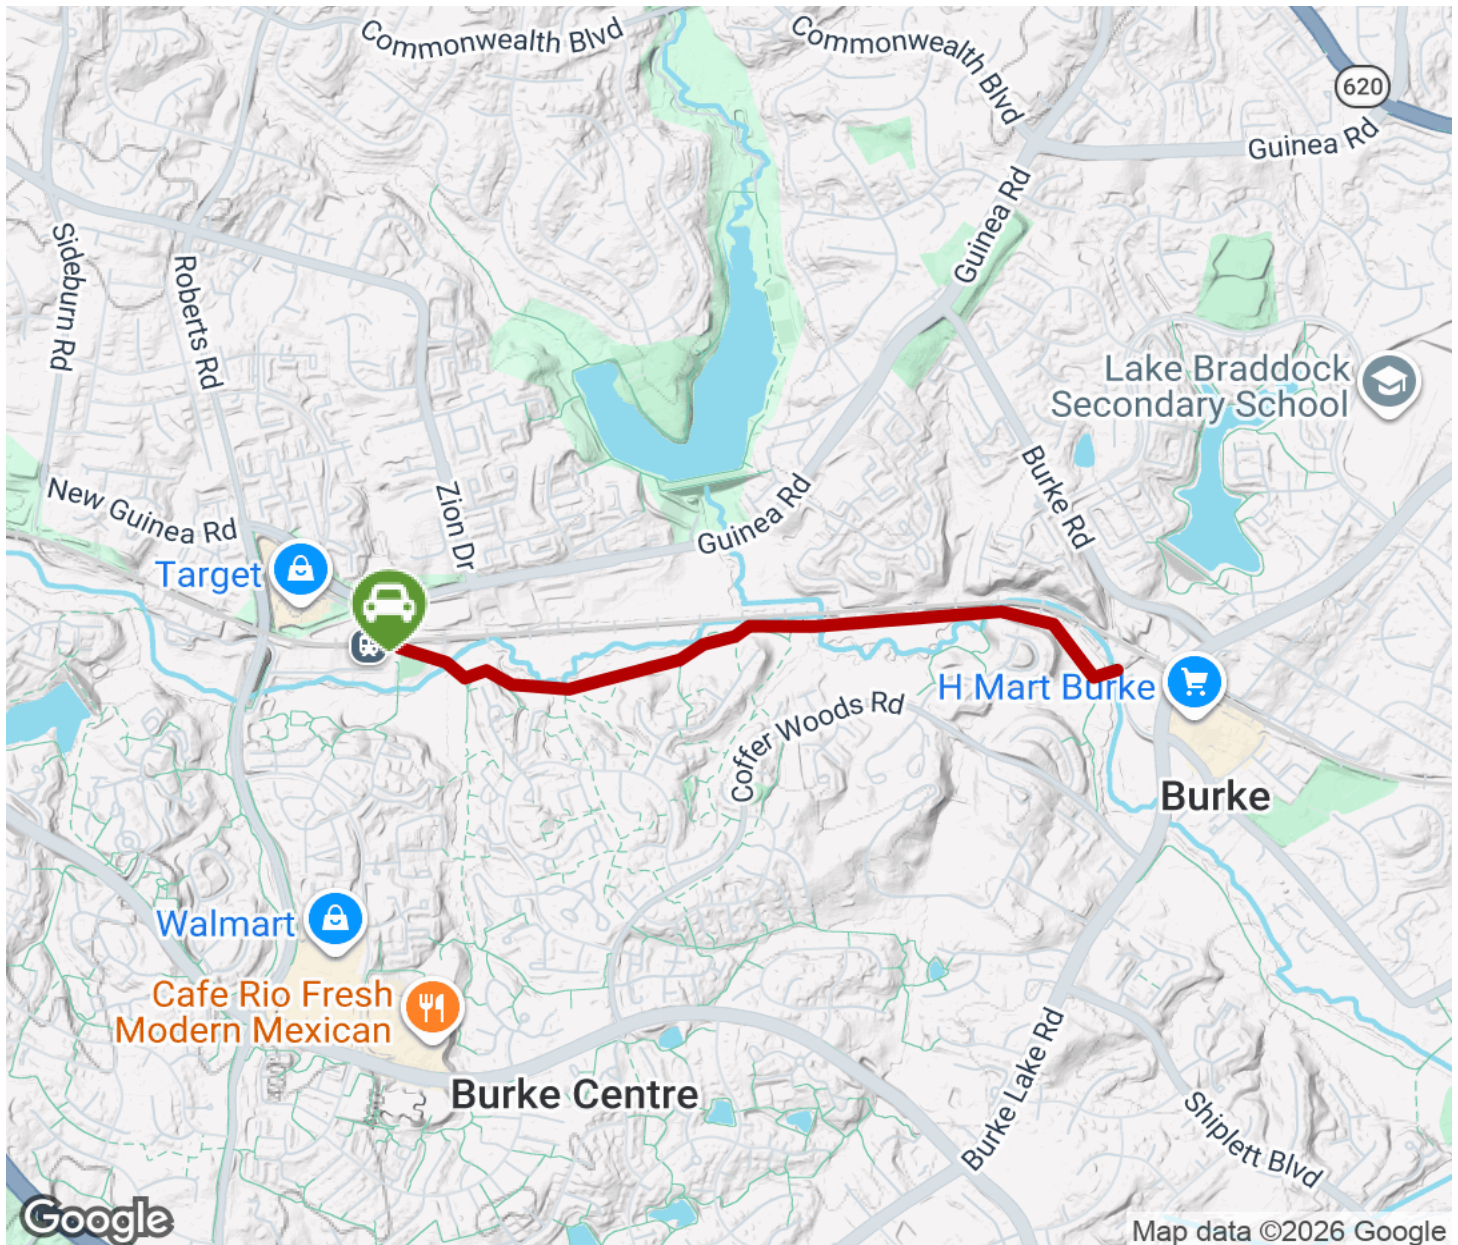 Commonwealth Blvd
Commonwealth Blvd
620
Guinea Rd
Guinea Rd
Sideburn Rd
Roberts Rd
Lake Braddock
Secondary School
New Guinea Rd
Zion Dr
Guinea Rd
Burke Rd
Target
H Mart Burke
Coffer Woods Rd
Burke
Walmart
Cafe Rio Fresh
Modern Mexican
Burke Centre
Burke Lake Rd
Shiplett Blvd
Google
Map data ©2026 Google